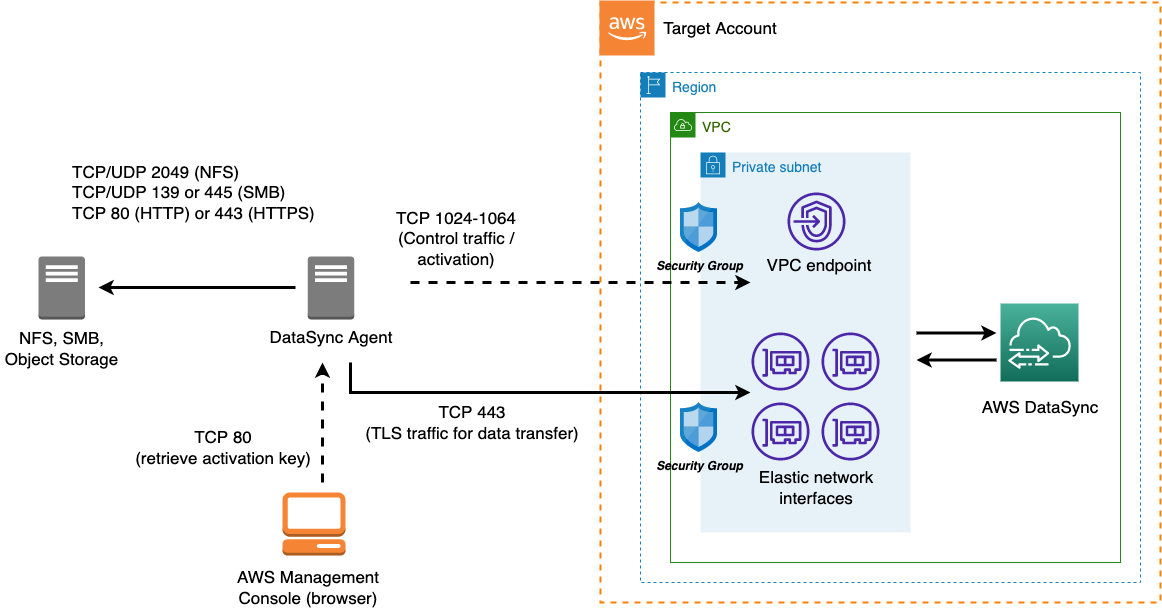 aws
Target Account
Region
VPC
Private subnet
TCP/UDP 2049 (NFS)
TCP/UDP 139 or 445 (SMB)
TCP 80 (HTTP) or 443 (HTTPS)
TCP 1024-1064
(Control traffic /
activation)
Security Group
VPC endpoint
NFS, SMB,
Object Storage
DataSync Agent
AWS DataSync
TCP 443
(TLS traffic for data transfer)
TCP 80
(retrieve activation key)
Security Group
Elastic network
interfaces
AWS Management
Console (browser)